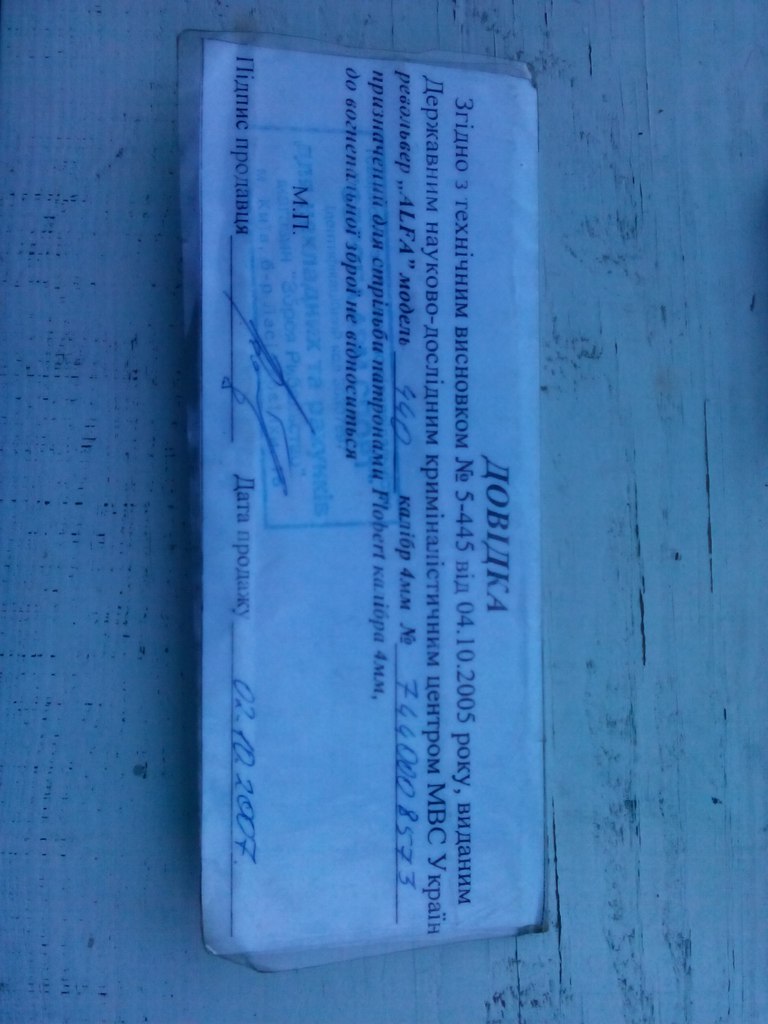 ДОВІДКА
Згідно з технічним висновком № 5-445 від 04.10.2005 року, виданим
Державним науково-дослідним криміналістичним центром МВС Україн
револьвер „ALFA” модель 440 калібр 4мм № 7440008573
призначений для стрільби патронами Flobert калібра 4мм,
до вогнепальної зброї не відноситься
М.П.
Підпис продавця Дата продажу 02.10.2007.